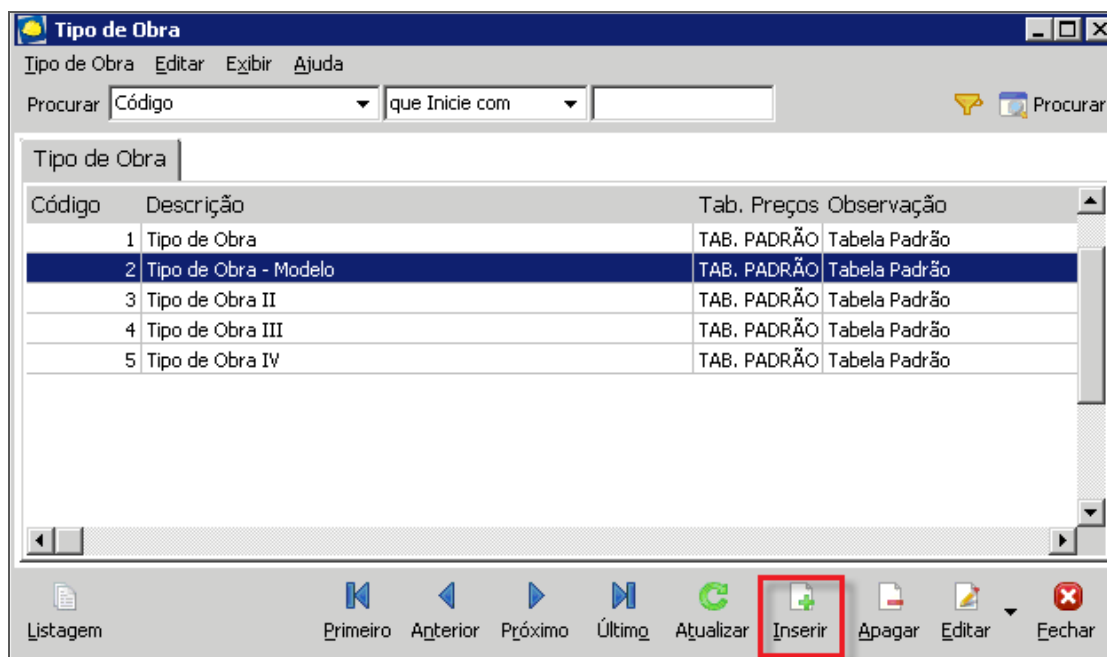 Tipo de Obra
Tipo de Obra Editar Exibir Ajuda
Procurar Código que Inicie com Procurar
Tipo de Obra
Código Descrição Tab. Preços Observação
1 Tipo de Obra TAB. PADRÃO Tabela Padrão
2 Tipo de Obra - Modelo TAB. PADRÃO Tabela Padrão
3 Tipo de Obra II TAB. PADRÃO Tabela Padrão
4 Tipo de Obra III TAB. PADRÃO Tabela Padrão
5 Tipo de Obra IV TAB. PADRÃO Tabela Padrão
Listagem Primeiro Anterior Próximo Último Atualizar Inserir Apagar Editar Fechar